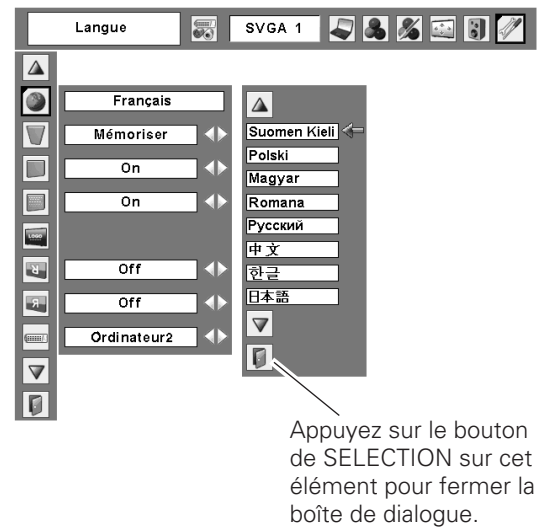 Langue
SVGA 1
Français
Mémoriser
On
On
LOGO
Off
Off
Ordinateur2
Suomen Kieli
Polski
Magyar
Romana
Русский
中文
한글
日本語
Appuyez sur le bouton
de SELECTION sur cet
élément pour fermer la
boîte de dialogue.